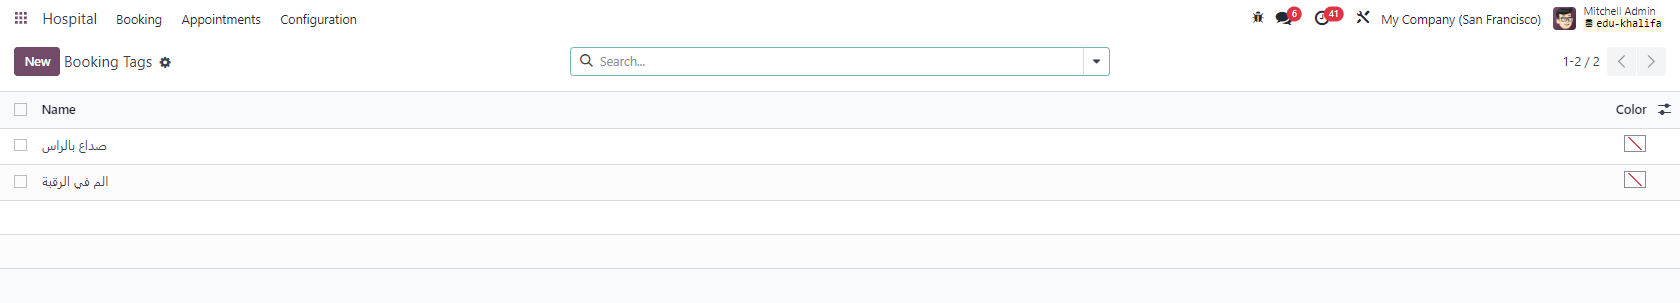 Hospital Booking Appointments Configuration 6 41 My Company (San Francisco) Mitchell Admin
edu-khalifa
New Booking Tags Search... 1-2 / 2
Name Color
صداع بالراس
الم في الرقبة